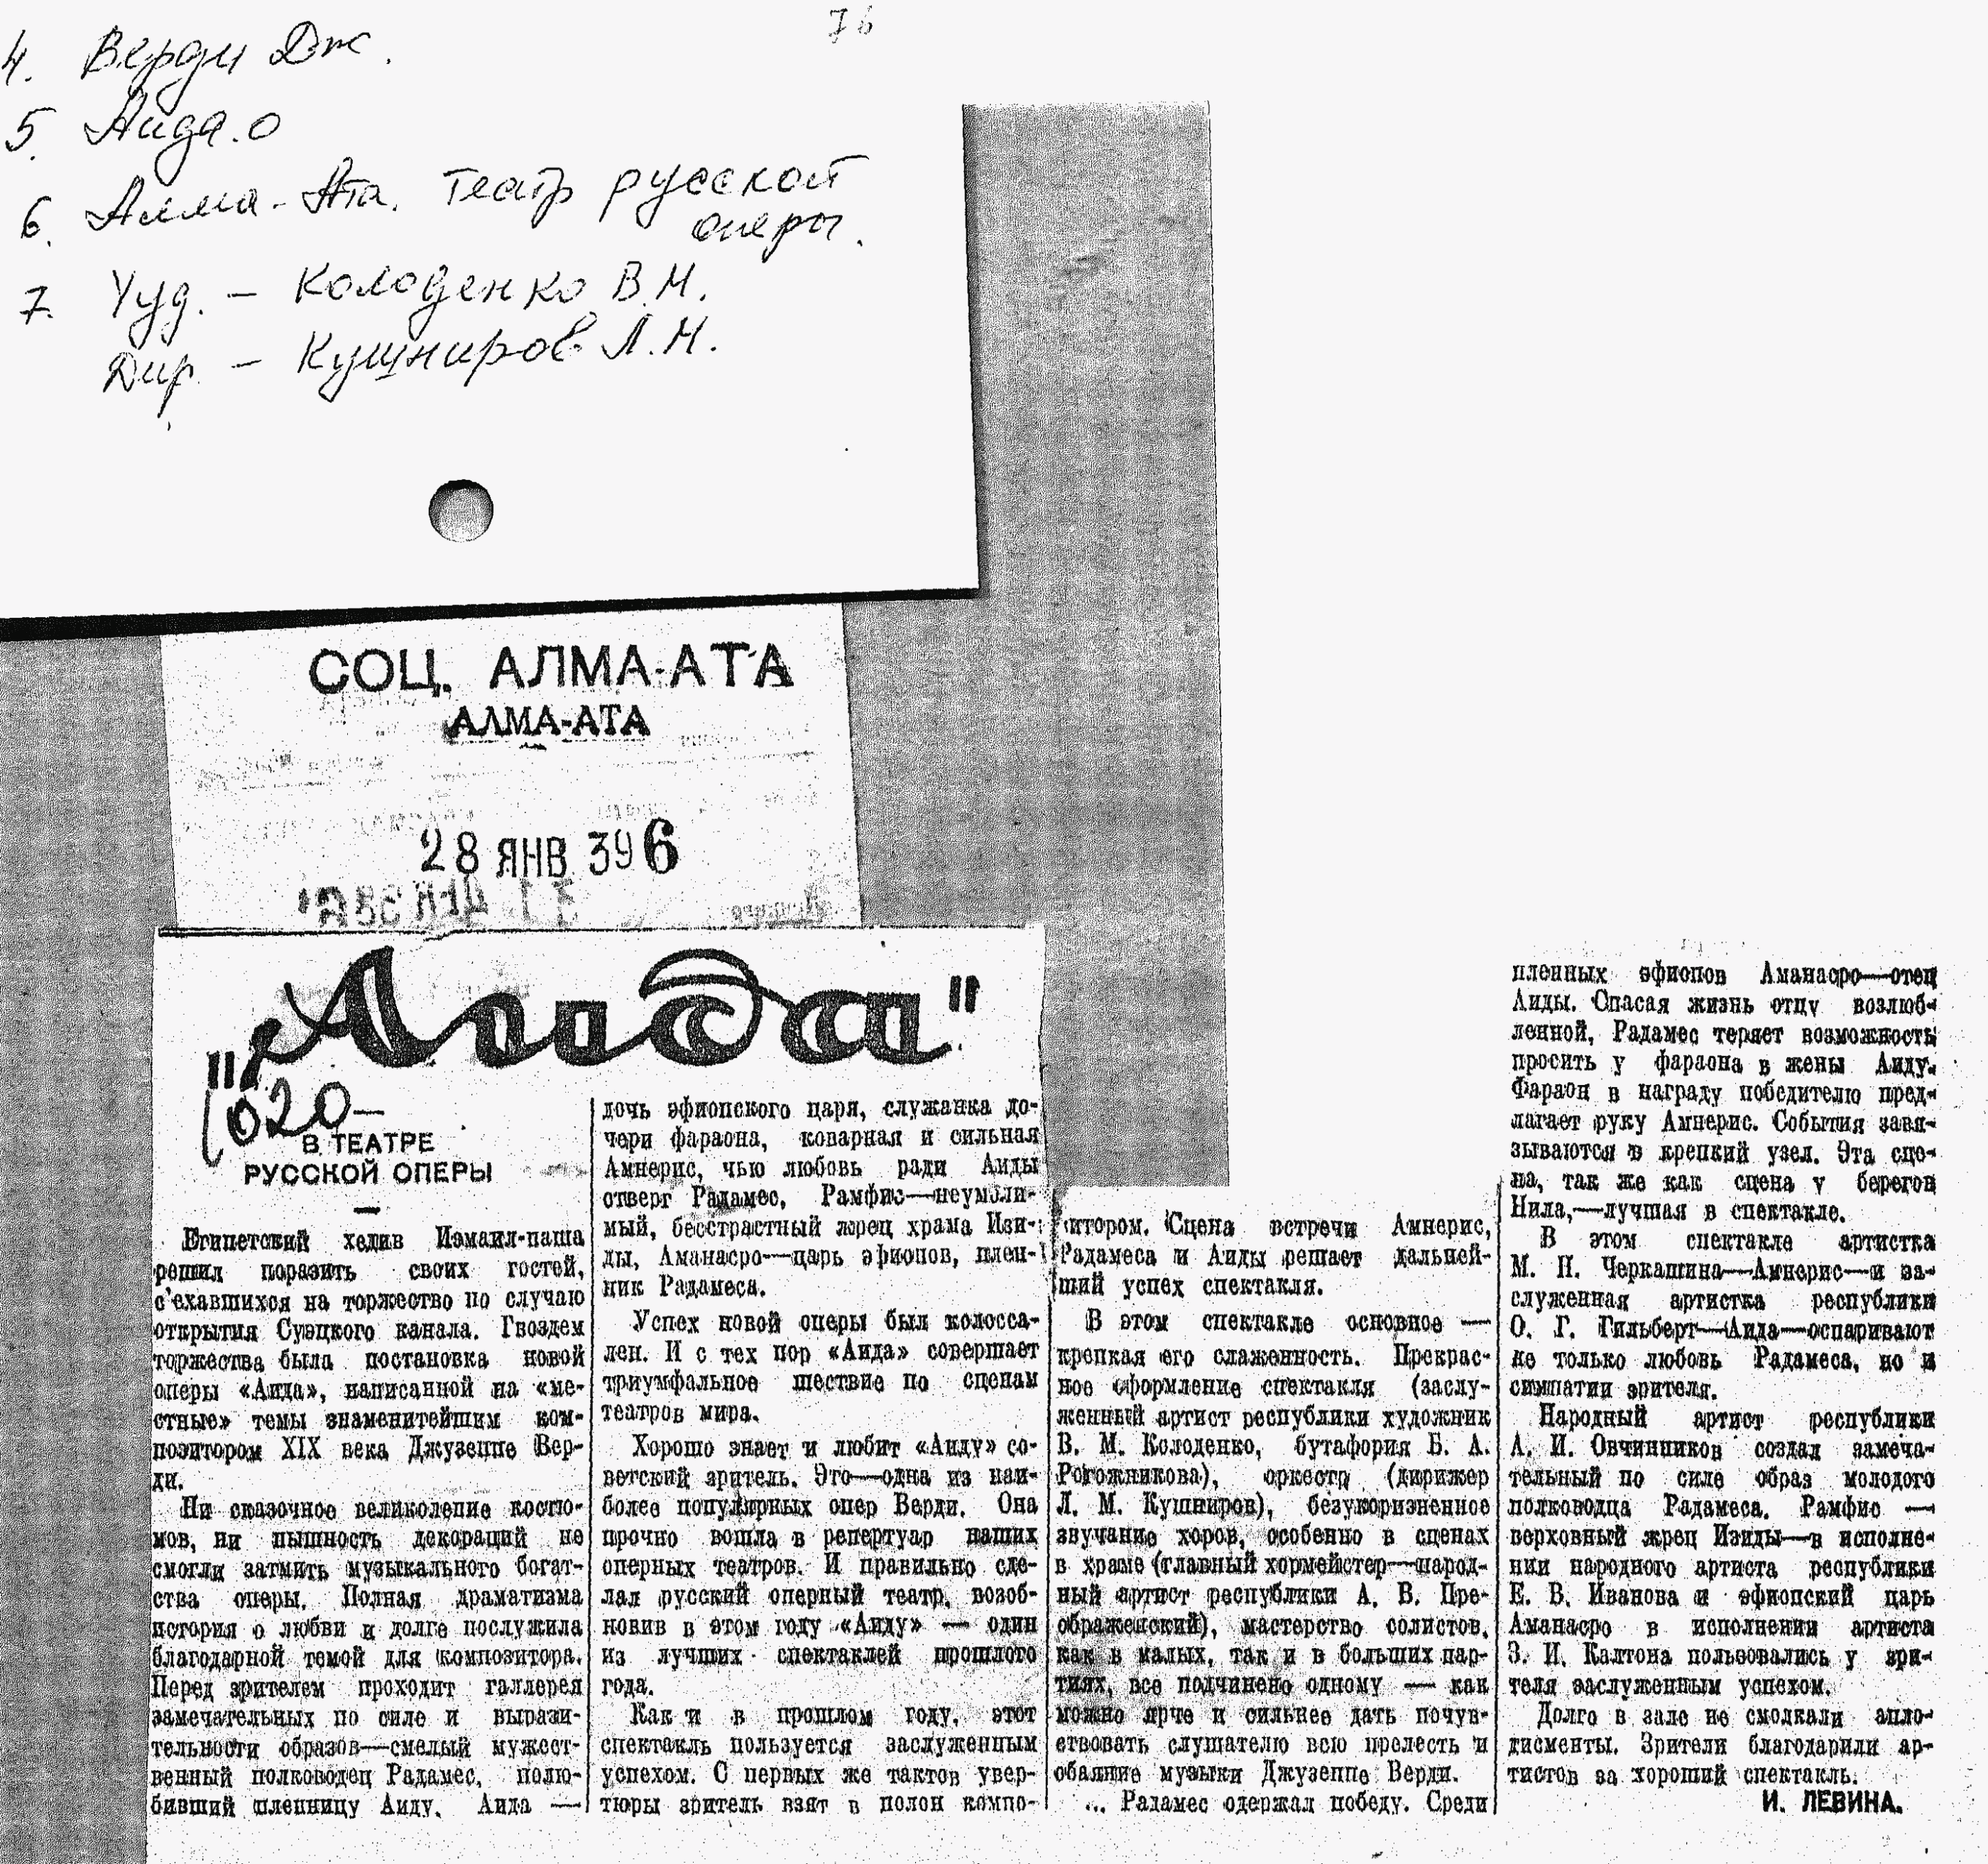 76
4. Верди Дж.
5. Аида. О
6. Алма-Ата. Театр русской
оперы.
7. Худ. – Колоденко В.М.
Дир. – Кушниров Л.М.
СОЦ. АЛМА-АТА
АЛМА-АТА
28 ЯНВ 39 6
"Аида"
020
В ТЕАТРЕ
РУССКОЙ ОПЕРЫ
Египетский хедив Измаил-паша
решил поразить своих гостей,
с'ехавшихся на торжество по случаю
открытия Суэцкого канала. Гвоздем
торжества была постановка новой
оперы «Аида», написанной на «ме-
стные» темы знаменитейшим ком-
позитором XIX века Джузеппе Вер-
ди.
Ни сказочное великолепие костю-
мов, ни пышность декораций не
смогли затмить музыкального богат-
ства оперы. Полная драматизма
история о любви и долге послужила
благодарной темой для композитора.
Перед зрителем проходит галлерея
замечательных по силе и вырази-
тельности образов—смелый мужест-
венный полководец Радамес, полю-
бивший пленницу Аиду. Аида —
дочь эфиопского царя, служанка до-
чери фараона, коварная и сильная
Амнерис, чью любовь ради Аиды
отверг Радамес, Рамфис—неумоли-
мый, бесстрастный жрец храма Изи-
ды, Аманасро—царь эфиопов, плен-
ник Радамеса.
Успех новой оперы был колосса-
лен. И с тех пор «Аида» совершает
триумфальное шествие по сценам
театров мира.
Хорошо знает и любит «Аиду» со-
ветский зритель. Это—одна из наи-
более популярных опер Верди. Она
прочно вошла в репертуар наших
оперных театров. И правильно сде-
лал русский оперный театр, возоб-
новив в этом году «Аиду» — один
из лучших спектаклей прошлого
года.
Как и в прошлом году, этот
спектакль пользуется заслуженным
успехом. С первых же тактов увер-
тюры зритель взят в полон компо-
зитором. Сцена встречи Амнерис,
Радамеса и Аиды решает дальней-
ший успех спектакля.
В этом спектакле основное —
крепкая его слаженность. Прекрас-
ное оформление спектакля (заслу-
женный артист республики художник
В. М. Колоденко, бутафория Б. А.
Рогожникова), оркестр (дирижер
Л. М. Кушниров), безукоризненное
звучание хоров, особенно в сценах
в храме (главный хормейстер—народ-
ный артист республики А. В. Пре-
ображенский), мастерство солистов,
как в малых, так и в больших пар-
тиях, все подчинено одному — как
можно ярче и сильнее дать почув-
ствовать слушателю всю прелесть и
обаяние музыки Джузеппе Верди.
... Радамес одержал победу. Среди
пленных эфиопов Аманасро—отец
Аиды. Спасая жизнь отцу возлюб-
ленной, Радамес теряет возможность
просить у фараона в жены Аиду.
Фараон в награду победителю пред-
лагает руку Амнерис. События завя-
зываются в крепкий узел. Эта сце-
на, так же как сцена у берегов
Нила,—лучшая в спектакле.
В этом спектакле артистка
М. П. Черкашина—Амнерис—и за-
служенная артистка республики
О. Г. Гильберт—Аида—оспаривают
не только любовь Радамеса, но и
симпатии зрителя.
Народный артист республики
А. И. Овчинников создал замеча-
тельный по силе образ молодого
полководца Радамеса. Рамфис —
верховный жрец Изиды—в исполне-
нии народного артиста республики
Е. В. Иванова и эфиопский царь
Аманасро в исполнении артиста
З. И. Калтона пользовались у зри-
теля заслуженным успехом.
Долго в зале не смолкали апло-
дисменты. Зрители благодарили ар-
тистов за хороший спектакль.
И. ЛЕВИНА.